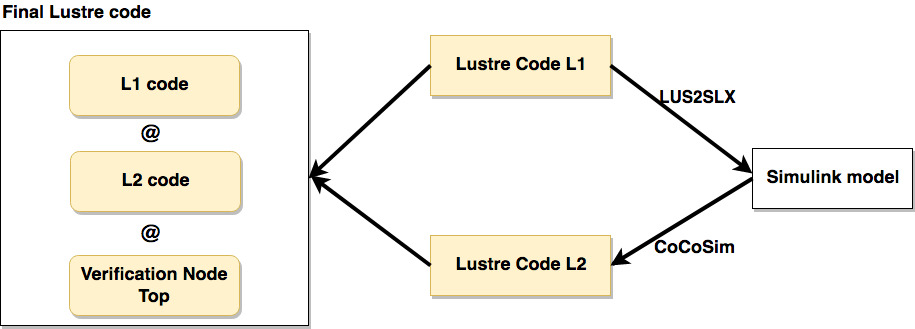 Final Lustre code
L1 code
@
L2 code
@
Verification Node
Top
Lustre Code L1
LUS2SLX
Simulink model
CoCoSim
Lustre Code L2